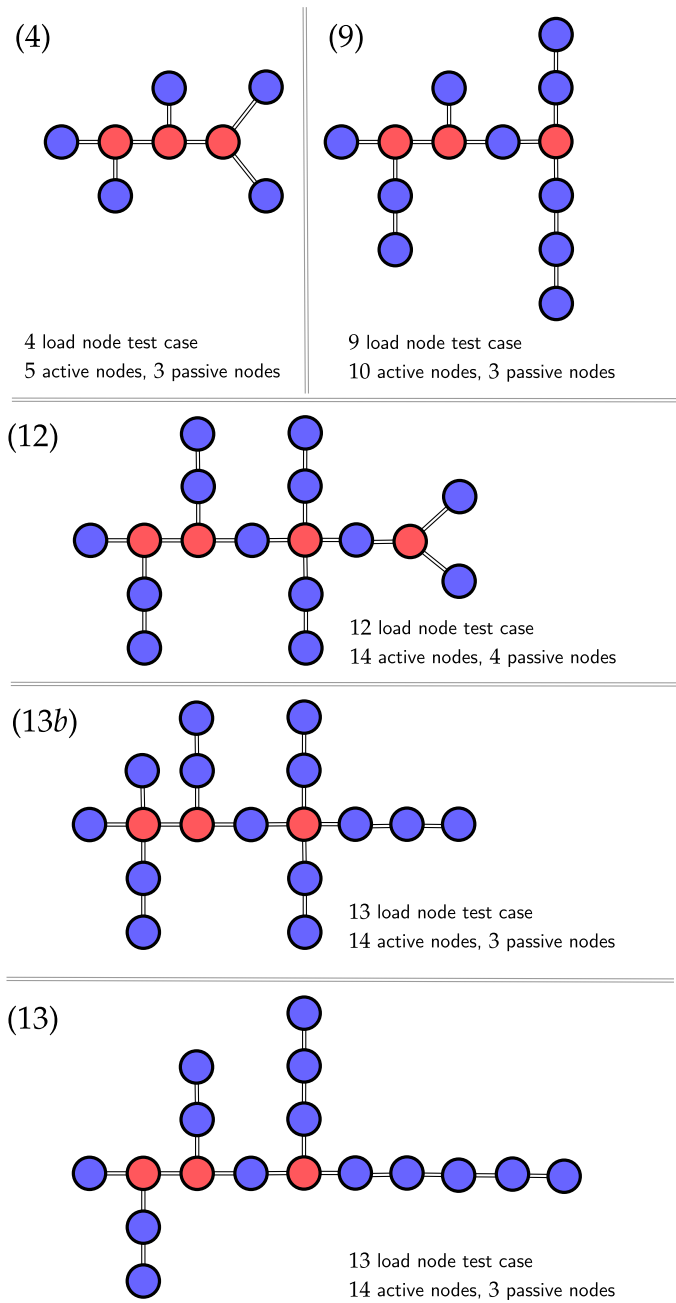 (4)
4 load node test case
5 active nodes, 3 passive nodes
(9)
9 load node test case
10 active nodes, 3 passive nodes
(12)
12 load node test case
14 active nodes, 4 passive nodes
(13b)
13 load node test case
14 active nodes, 3 passive nodes
(13)
13 load node test case
14 active nodes, 3 passive nodes